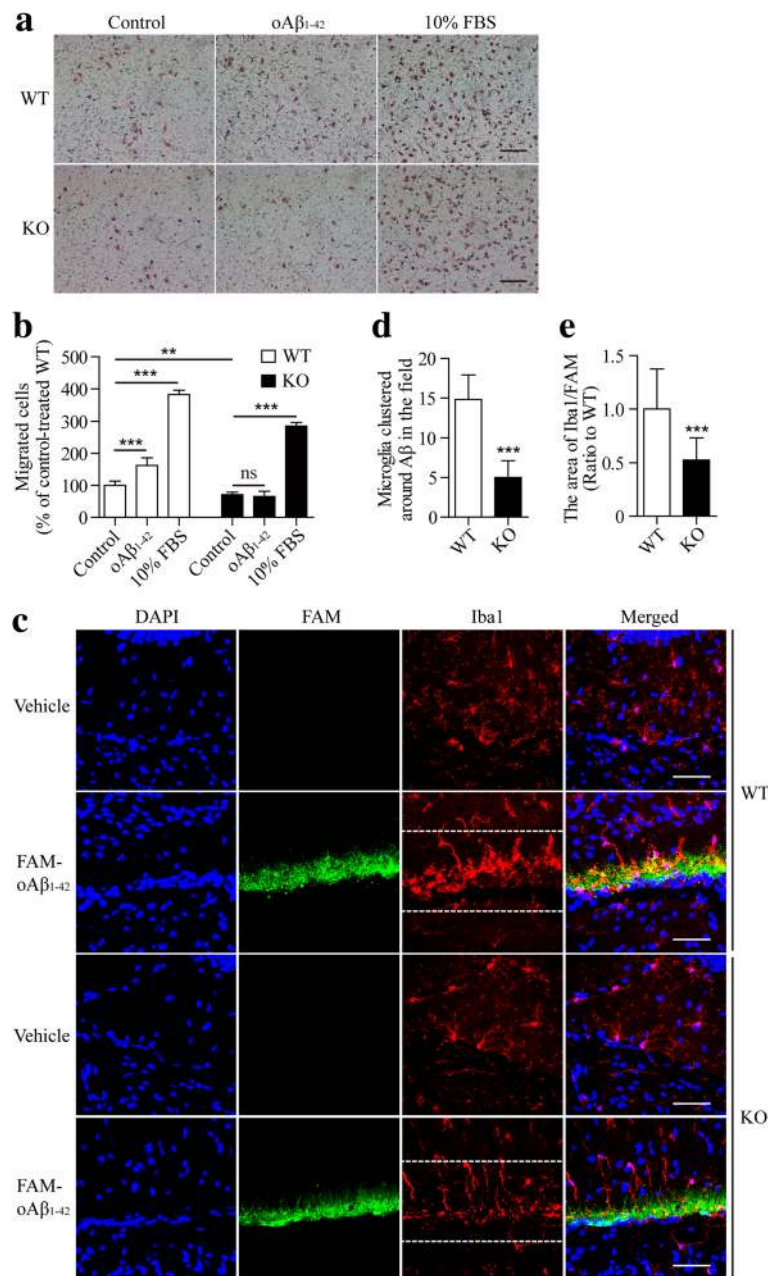 a
Control oAβ₁₋₄₂ 10% FBS
WT
KO
b
Migrated cells
(% of control-treated WT)
500
400
300
200
100
0
**
***
***
***
ns
WT
KO
Control
oAβ₁₋₄₂
10% FBS
Control
oAβ₁₋₄₂
10% FBS
d
Microglia clustered
around Aβ in the field
20
15
10
5
0
***
WT
KO
e
The area of Iba1/FAM
(Ratio to WT)
1.5
1.0
0.5
0
***
WT
KO
c
DAPI FAM Iba1 Merged
Vehicle
FAM-
oAβ₁₋₄₂
WT
Vehicle
FAM-
oAβ₁₋₄₂
KO